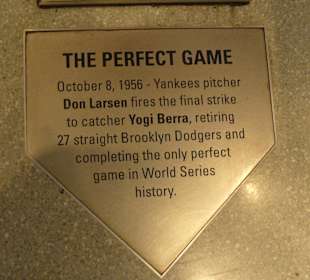 THE PERFECT GAME
October 8, 1956 - Yankees pitcher
Don Larsen fires the final strike
to catcher Yogi Berra, retiring
27 straight Brooklyn Dodgers and
completing the only perfect
game in World Series
history.